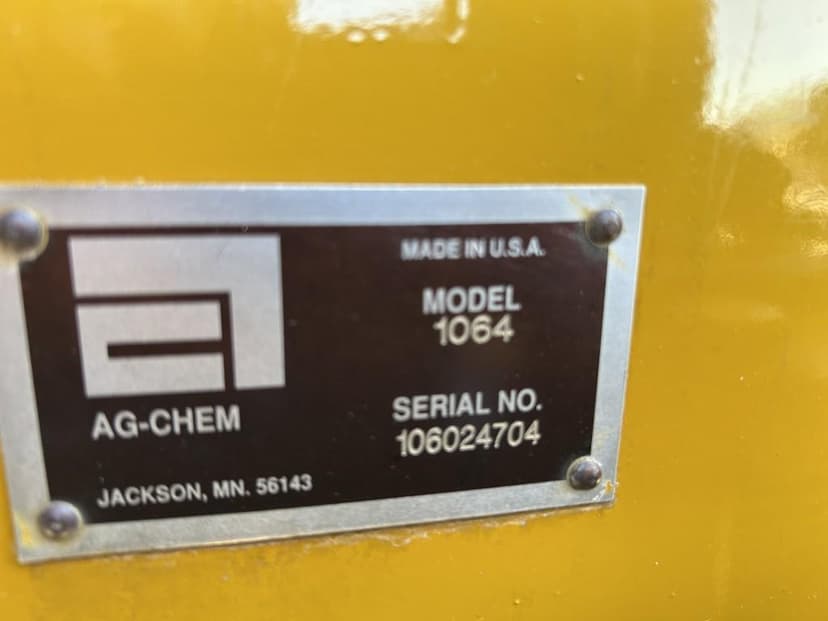 MADE IN U.S.A.
MODEL
1064
AG-CHEM
SERIAL NO.
106024704
JACKSON, MN. 56143